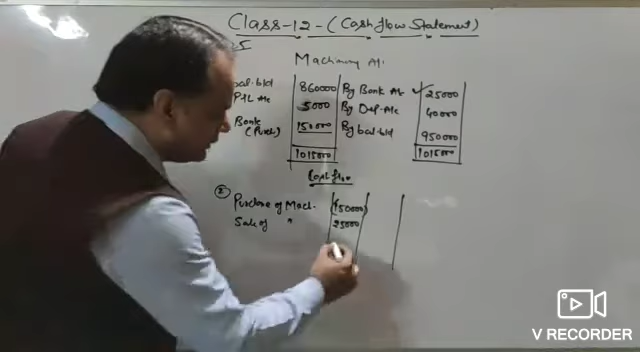 Class-12-(Cash flow Statement)
Machinery A/c
bal. b/d 860000 By Bank A/c ✓ 25000
P/L A/c 5000 By Dep. A/c 40000
Bank (Purch.) 150000 By bal. b/d 950000
1015000 1015000
Cash flow
② Purchase of Mach. (150000)
Sale of " 25000
V RECORDER